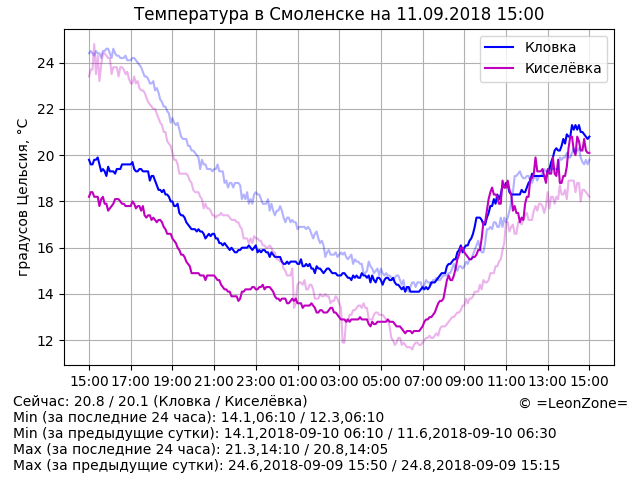 Температура в Смоленске на 11.09.2018 15:00
Кловка
Киселёвка
градусов Цельсия, °C
24
22
20
18
16
14
12
15:00 17:00 19:00 21:00 23:00 01:00 03:00 05:00 07:00 09:00 11:00 13:00 15:00
Сейчас: 20.8 / 20.1 (Кловка / Киселёвка)
© =LeonZone=
Min (за последние 24 часа): 14.1,06:10 / 12.3,06:10
Min (за предыдущие сутки): 14.1,2018-09-10 06:10 / 11.6,2018-09-10 06:30
Max (за последние 24 часа): 21.3,14:10 / 20.8,14:05
Max (за предыдущие сутки): 24.6,2018-09-09 15:50 / 24.8,2018-09-09 15:15